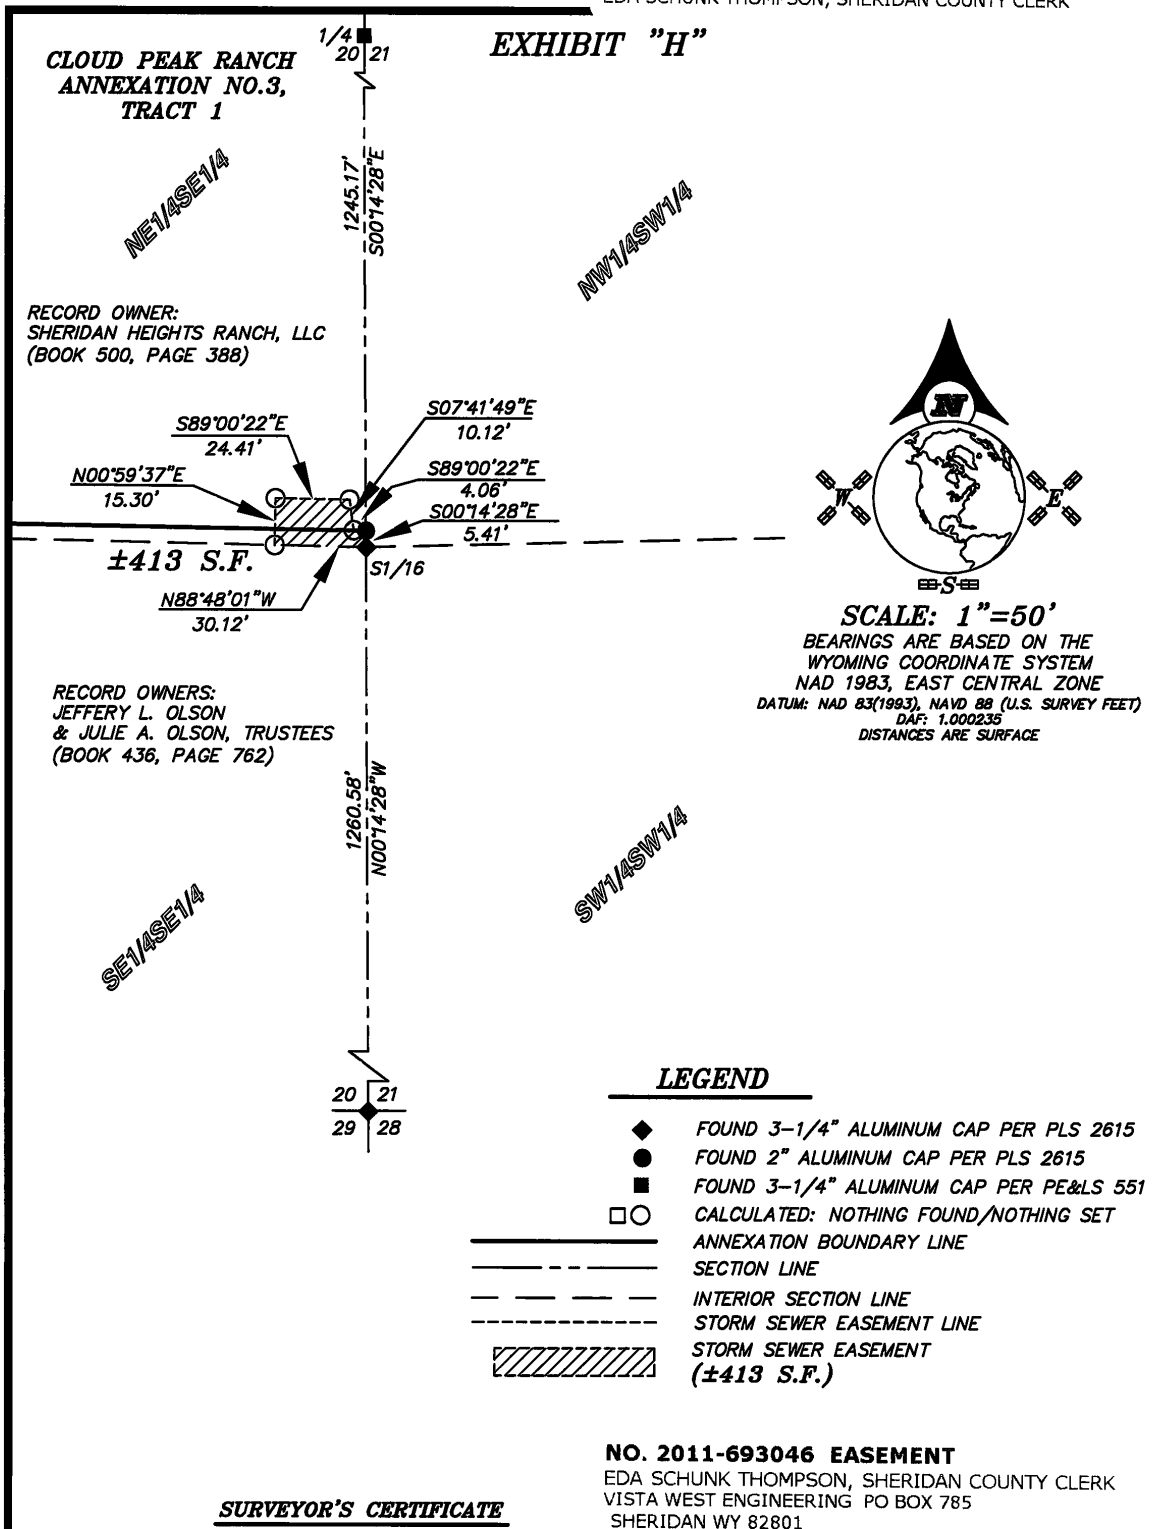 EDA SCHUNK THOMPSON, SHERIDAN COUNTY CLERK
EXHIBIT "H"
1/4
20 21
CLOUD PEAK RANCH
ANNEXATION NO.3,
TRACT 1
NE1/4SE1/4
1245.17'
S00°14'28"E
NW1/4SW1/4
RECORD OWNER:
SHERIDAN HEIGHTS RANCH, LLC
(BOOK 500, PAGE 388)
S89°00'22"E
24.41'
N00°59'37"E
15.30'
S07°41'49"E
10.12'
S89°00'22"E
4.06'
S00°14'28"E
5.41'
±413 S.F.
S1/16
N88°48'01"W
30.12'
N
W
E
S
SCALE: 1"=50'
BEARINGS ARE BASED ON THE
WYOMING COORDINATE SYSTEM
NAD 1983, EAST CENTRAL ZONE
DATUM: NAD 83(1993), NAVD 88 (U.S. SURVEY FEET)
DAF: 1.000235
DISTANCES ARE SURFACE
RECORD OWNERS:
JEFFERY L. OLSON
& JULIE A. OLSON, TRUSTEES
(BOOK 436, PAGE 762)
1260.58'
N00°14'28"W
SE1/4SE1/4
SW1/4SW1/4
20 21
29 28
LEGEND
FOUND 3-1/4" ALUMINUM CAP PER PLS 2615
FOUND 2" ALUMINUM CAP PER PLS 2615
FOUND 3-1/4" ALUMINUM CAP PER PE&LS 551
CALCULATED: NOTHING FOUND/NOTHING SET
ANNEXATION BOUNDARY LINE
SECTION LINE
INTERIOR SECTION LINE
STORM SEWER EASEMENT LINE
STORM SEWER EASEMENT
(±413 S.F.)
NO. 2011-693046 EASEMENT
EDA SCHUNK THOMPSON, SHERIDAN COUNTY CLERK
VISTA WEST ENGINEERING PO BOX 785
SHERIDAN WY 82801
SURVEYOR'S CERTIFICATE